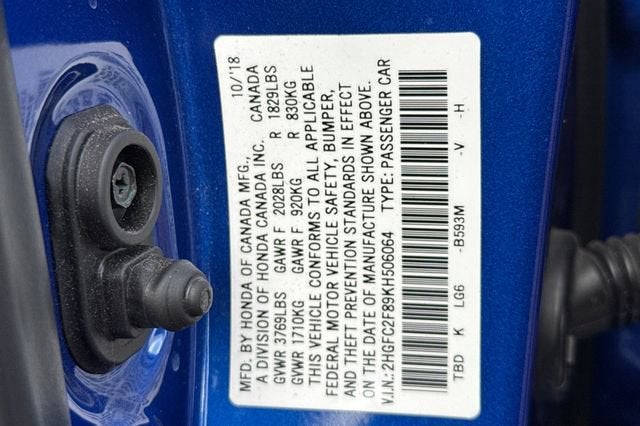 MFD. BY HONDA OF CANADA MFG., 10/'18
A DIVISION OF HONDA CANADA INC. CANADA
GVWR 3769LBS GAWR F 2028LBS R 1829LBS
GVWR 1710KG GAWR F 920KG R 830KG
THIS VEHICLE CONFORMS TO ALL APPLICABLE
FEDERAL MOTOR VEHICLE SAFETY, BUMPER,
AND THEFT PREVENTION STANDARDS IN EFFECT
ON THE DATE OF MANUFACTURE SHOWN ABOVE.
V.I.N.:2HGFC2F89KH506064 TYPE: PASSENGER CAR
TBD K LG6 -B593M -V -H